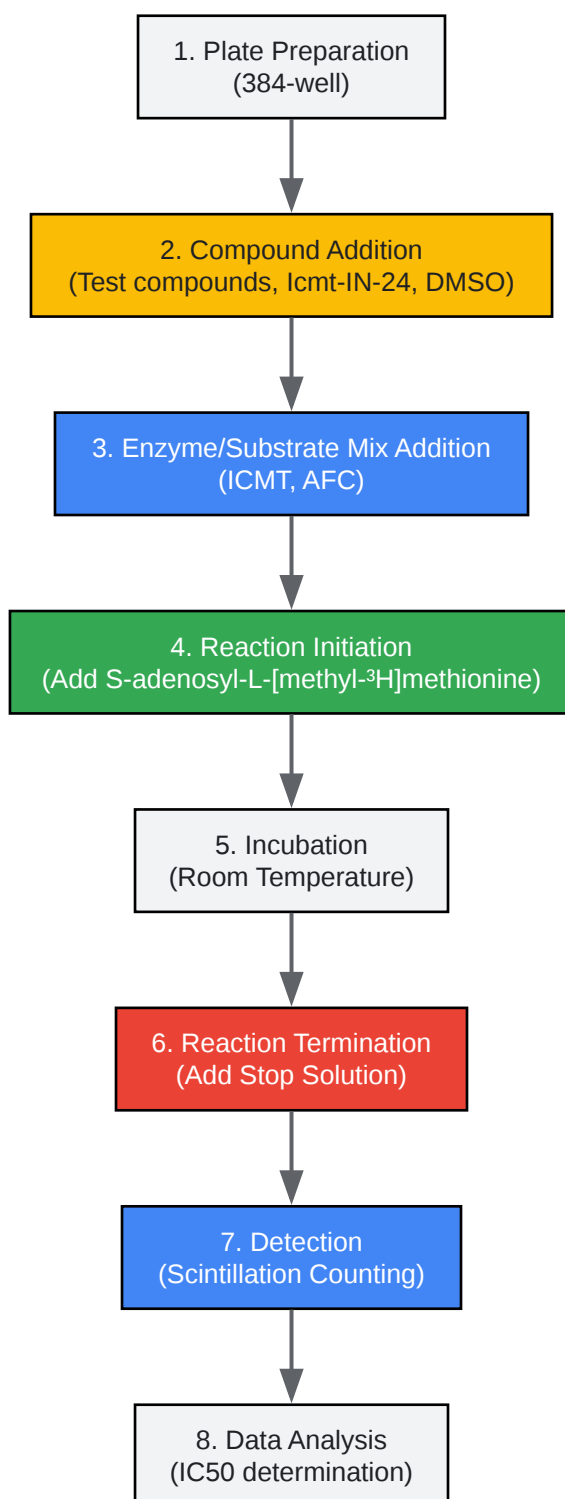 1. Plate Preparation
(384-well)
2. Compound Addition
(Test compounds, Icmt-IN-24, DMSO)
3. Enzyme/Substrate Mix Addition
(ICMT, AFC)
4. Reaction Initiation
(Add S-adenosyl-L-[methyl-³H]methionine)
5. Incubation
(Room Temperature)
6. Reaction Termination
(Add Stop Solution)
7. Detection
(Scintillation Counting)
8. Data Analysis
(IC50 determination)